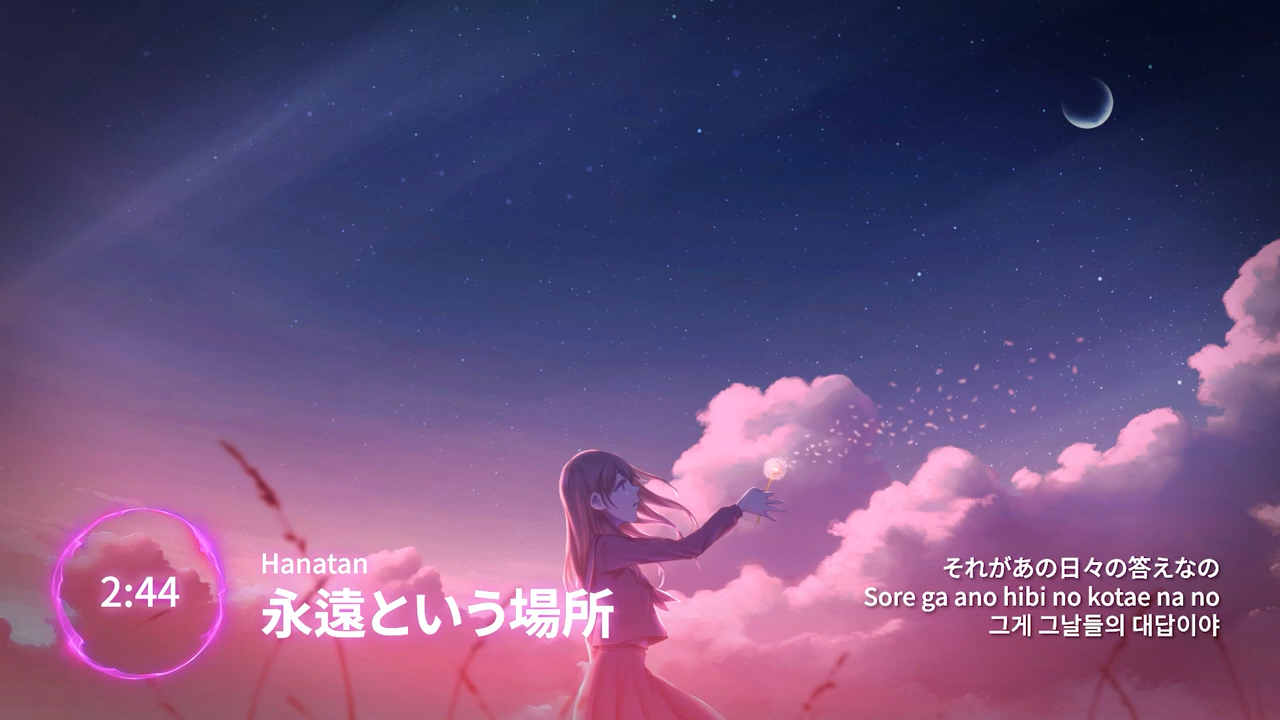 2:44
Hanatan
永遠という場所
それがあの日々の答えなの
Sore ga ano hibi no kotae na no
그게 그날들의 대답이야